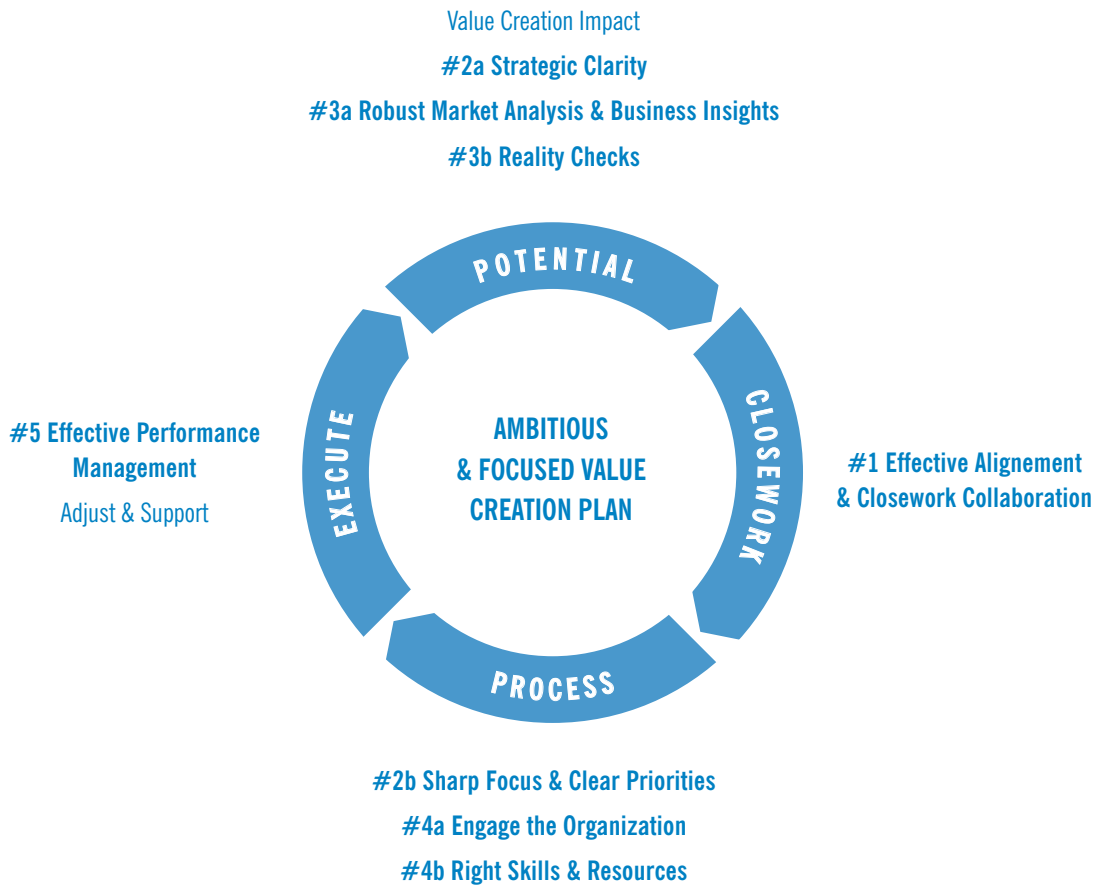 Value Creation Impact
#2a Strategic Clarity
#3a Robust Market Analysis & Business Insights
#3b Reality Checks
POTENTIAL
CLOSEWORK
#1 Effective Alignement
& Closework Collaboration
AMBITIOUS
& FOCUSED VALUE
CREATION PLAN
EXECUTE
#5 Effective Performance
Management
Adjust & Support
PROCESS
#2b Sharp Focus & Clear Priorities
#4a Engage the Organization
#4b Right Skills & Resources